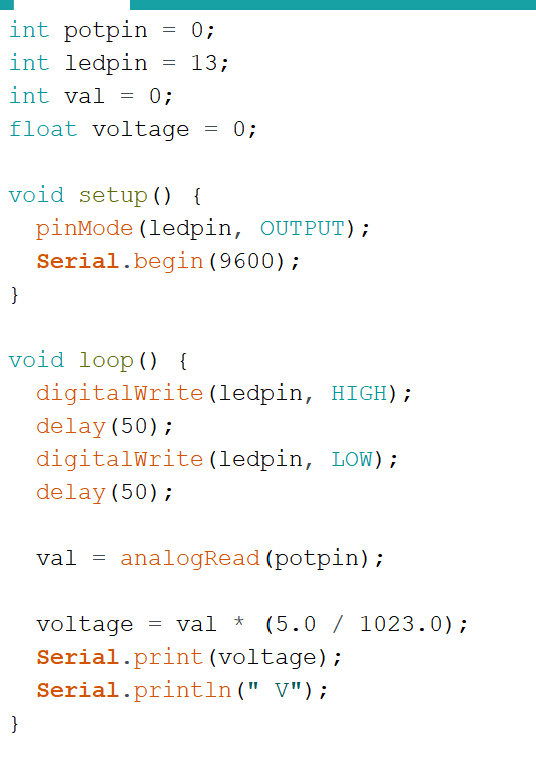 int potpin = 0;
int ledpin = 13;
int val = 0;
float voltage = 0;

void setup() {
  pinMode(ledpin, OUTPUT);
  Serial.begin(9600);
}

void loop() {
  digitalWrite(ledpin, HIGH);
  delay(50);
  digitalWrite(ledpin, LOW);
  delay(50);

  val = analogRead(potpin);

  voltage = val * (5.0 / 1023.0);
  Serial.print(voltage);
  Serial.println(" V");
}